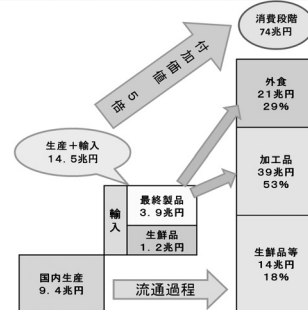 消費段階
74兆円
付加価値 5倍
外食
21兆円
29%
生産＋輸入
14.5兆円
加工品
39兆円
53%
輸入
最終製品
3.9兆円
生鮮品
1.2兆円
国内生産
9.4兆円
流通過程
生鮮品等
14兆円
18%